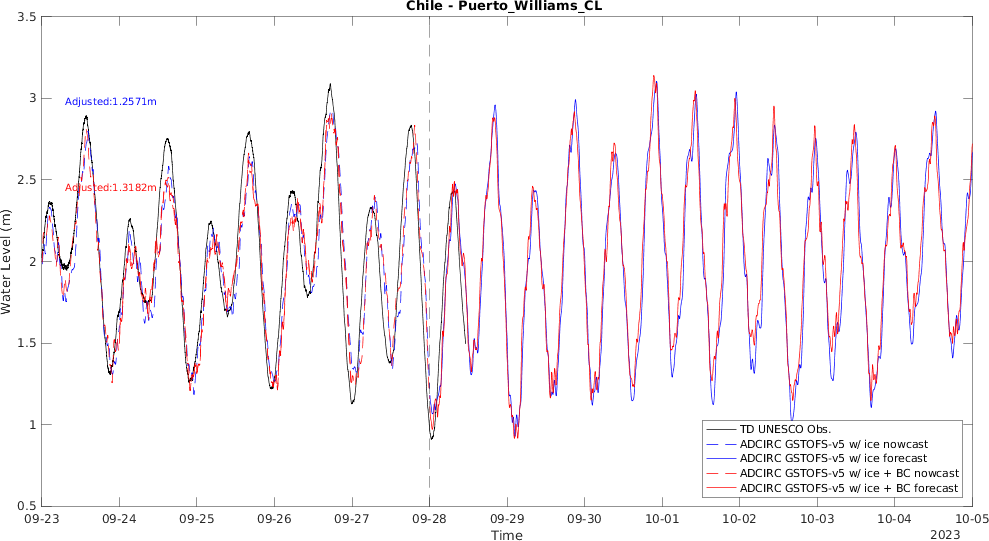 Chile - Puerto_Williams_CL
3.5
3
2.5
2
1.5
1
0.5
Water Level (m)
Adjusted:1.2571m
Adjusted:1.3182m
TD UNESCO Obs.
ADCIRC GSTOFS-v5 w/ ice nowcast
ADCIRC GSTOFS-v5 w/ ice forecast
ADCIRC GSTOFS-v5 w/ ice + BC nowcast
ADCIRC GSTOFS-v5 w/ ice + BC forecast
09-23 09-24 09-25 09-26 09-27 09-28 09-29 09-30 10-01 10-02 10-03 10-04 10-05
Time
2023